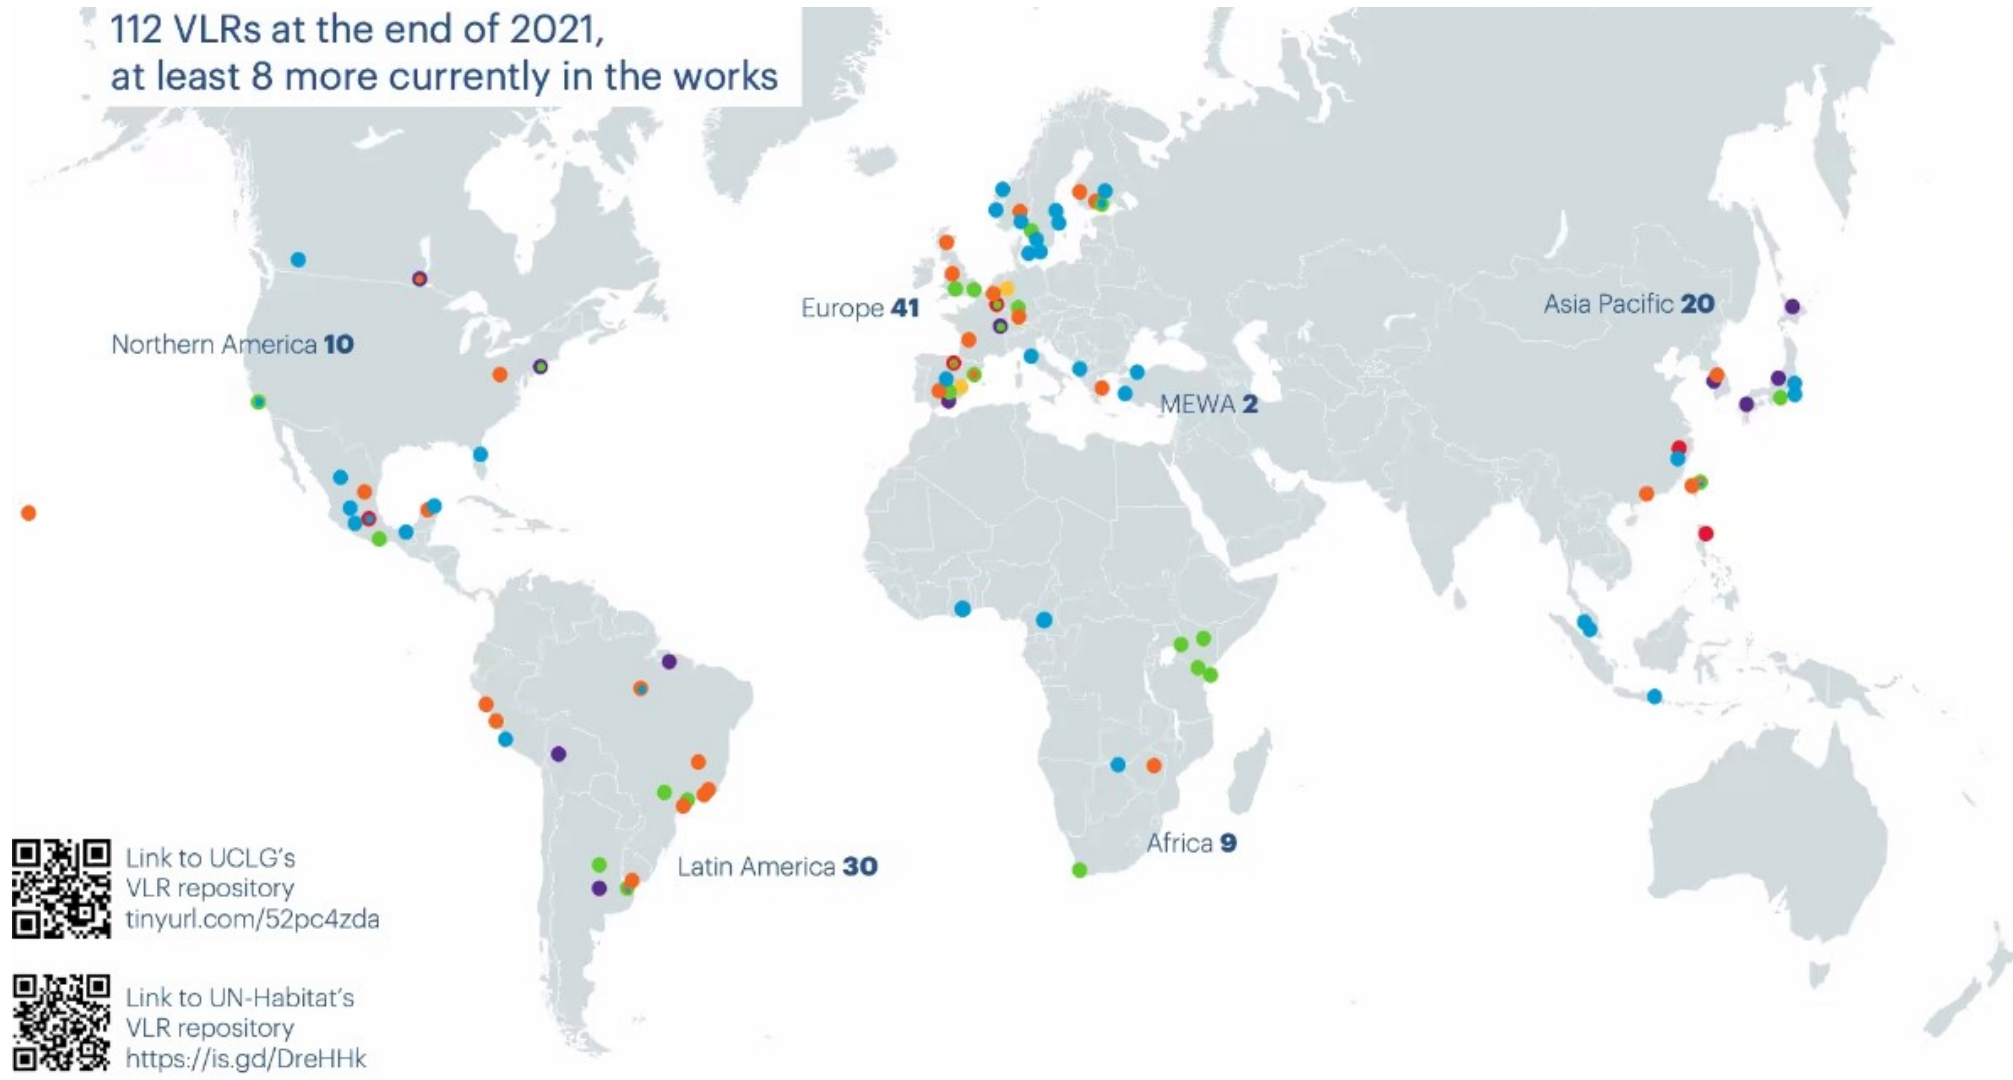 112 VLRs at the end of 2021,
at least 8 more currently in the works
Europe 41
Asia Pacific 20
Northern America 10
MEWA 2
Africa 9
Latin America 30
Link to UCLG's
VLR repository
tinyurl.com/52pc4zda
Link to UN-Habitat's
VLR repository
https://is.gd/DreHHk